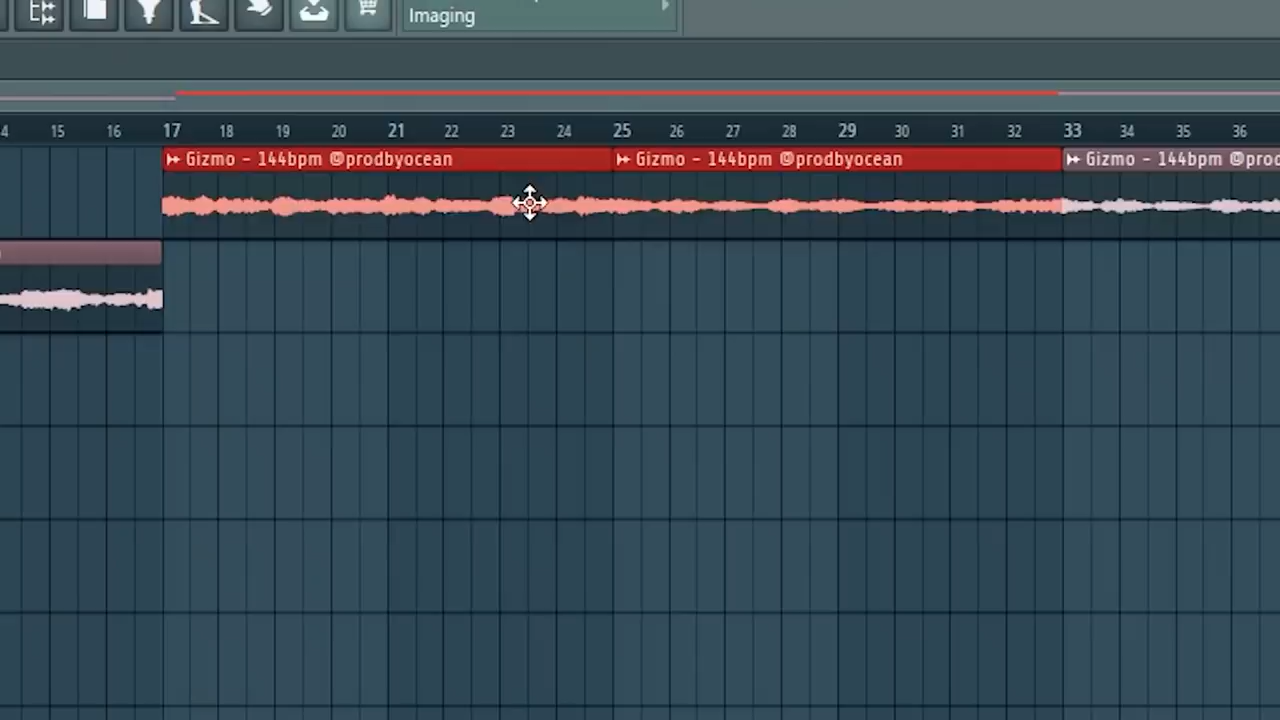 Imaging
4 15 16 17 18 19 20 21 22 23 24 25 26 27 28 29 30 31 32 33 34 35 36
Gizmo - 144bpm @prodbyocean Gizmo - 144bpm @prodbyocean Gizmo - 144bpm @proc